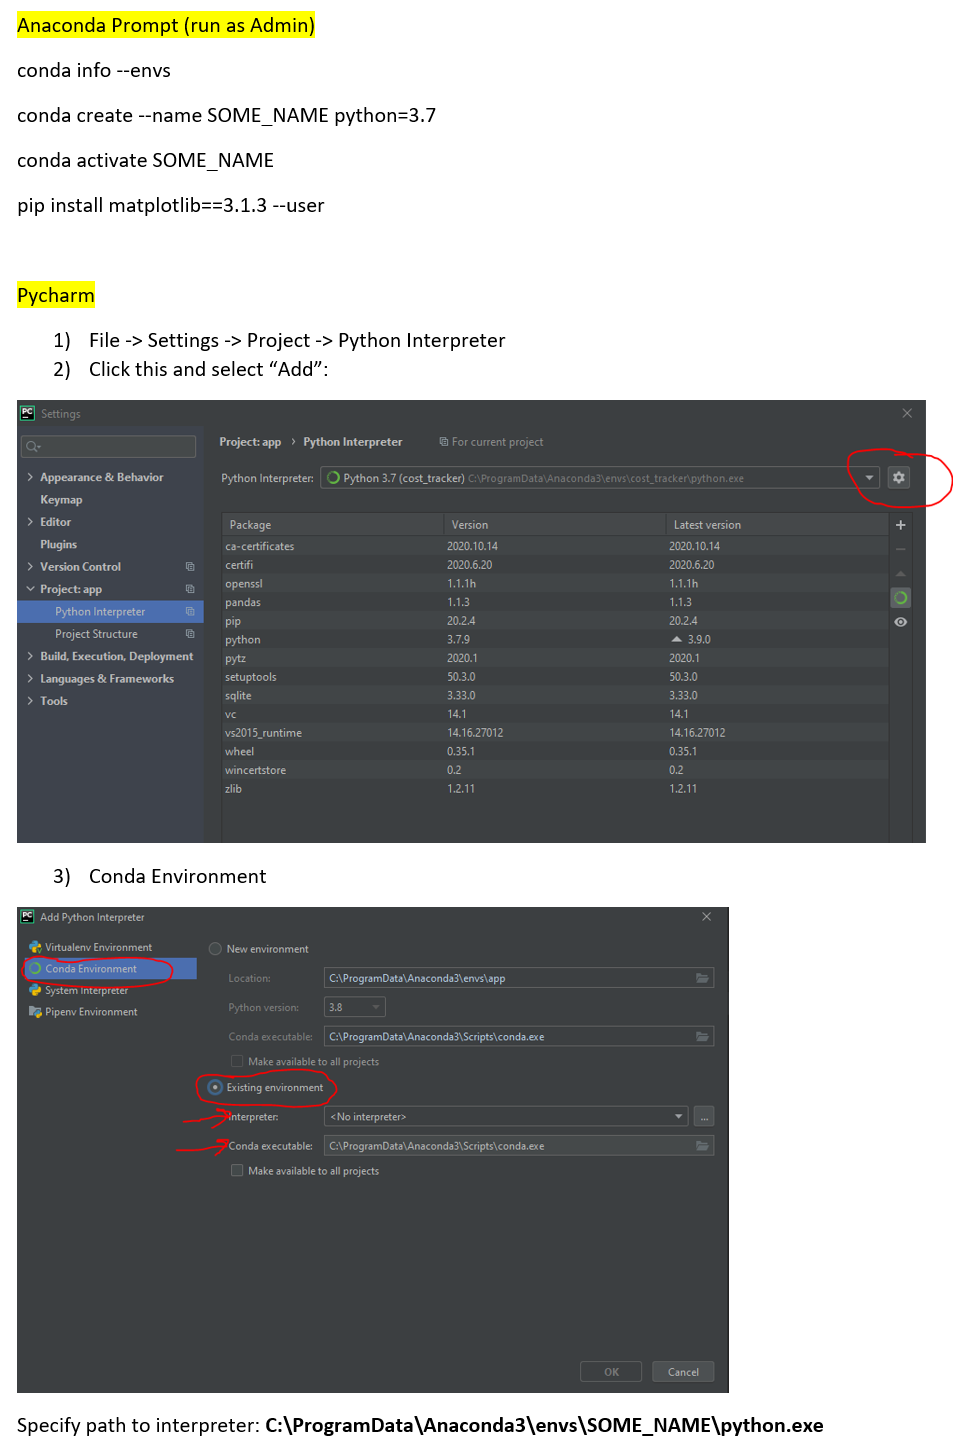 Anaconda Prompt (run as Admin)
conda info --envs
conda create --name SOME_NAME python=3.7
conda activate SOME_NAME
pip install matplotlib==3.1.3 --user
Pycharm
1) File -> Settings -> Project -> Python Interpreter
2) Click this and select “Add”:
PC Settings
Project: app › Python Interpreter For current project
Python Interpreter: Python 3.7 (cost_tracker) C:\ProgramData\Anaconda3\envs\cost_tracker\python.exe
Appearance & Behavior
Keymap
Editor
Plugins
Version Control
Project: app
Python Interpreter
Project Structure
Build, Execution, Deployment
Languages & Frameworks
Tools
Package Version Latest version
ca-certificates 2020.10.14 2020.10.14
certifi 2020.6.20 2020.6.20
openssl 1.1.1h 1.1.1h
pandas 1.1.3 1.1.3
pip 20.2.4 20.2.4
python 3.7.9 3.9.0
pytz 2020.1 2020.1
setuptools 50.3.0 50.3.0
sqlite 3.33.0 3.33.0
vc 14.1 14.1
vs2015_runtime 14.16.27012 14.16.27012
wheel 0.35.1 0.35.1
wincertstore 0.2 0.2
zlib 1.2.11 1.2.11
3) Conda Environment
PC Add Python Interpreter
Virtualenv Environment
Conda Environment
System Interpreter
Pipenv Environment
New environment
Location: C:\ProgramData\Anaconda3\envs\app
Python version: 3.8
Conda executable: C:\ProgramData\Anaconda3\Scripts\conda.exe
Make available to all projects
Existing environment
Interpreter: <No interpreter> ...
Conda executable: C:\ProgramData\Anaconda3\Scripts\conda.exe
Make available to all projects
OK Cancel
Specify path to interpreter: C:\ProgramData\Anaconda3\envs\SOME_NAME\python.exe